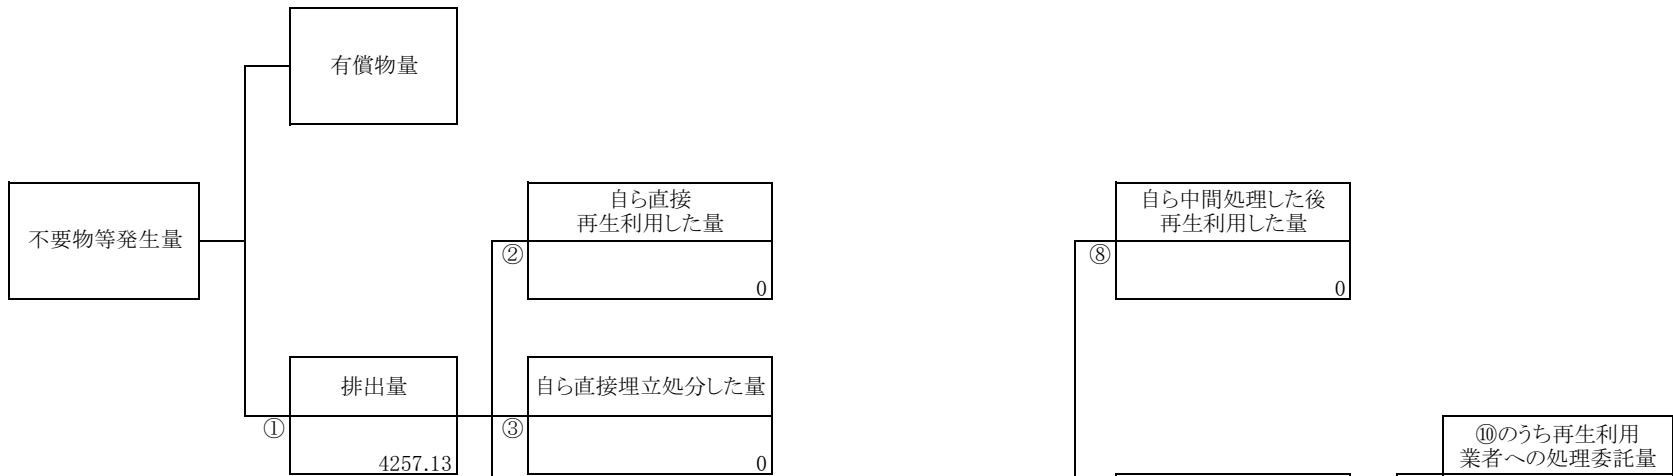 有償物量
不要物等発生量
自ら直接
再生利用した量
②
0
自ら中間処理した後
再生利用した量
⑧
0
排出量
①
4257.13
自ら直接埋立処分した量
③
0
⑩のうち再生利用
業者への処理委託量